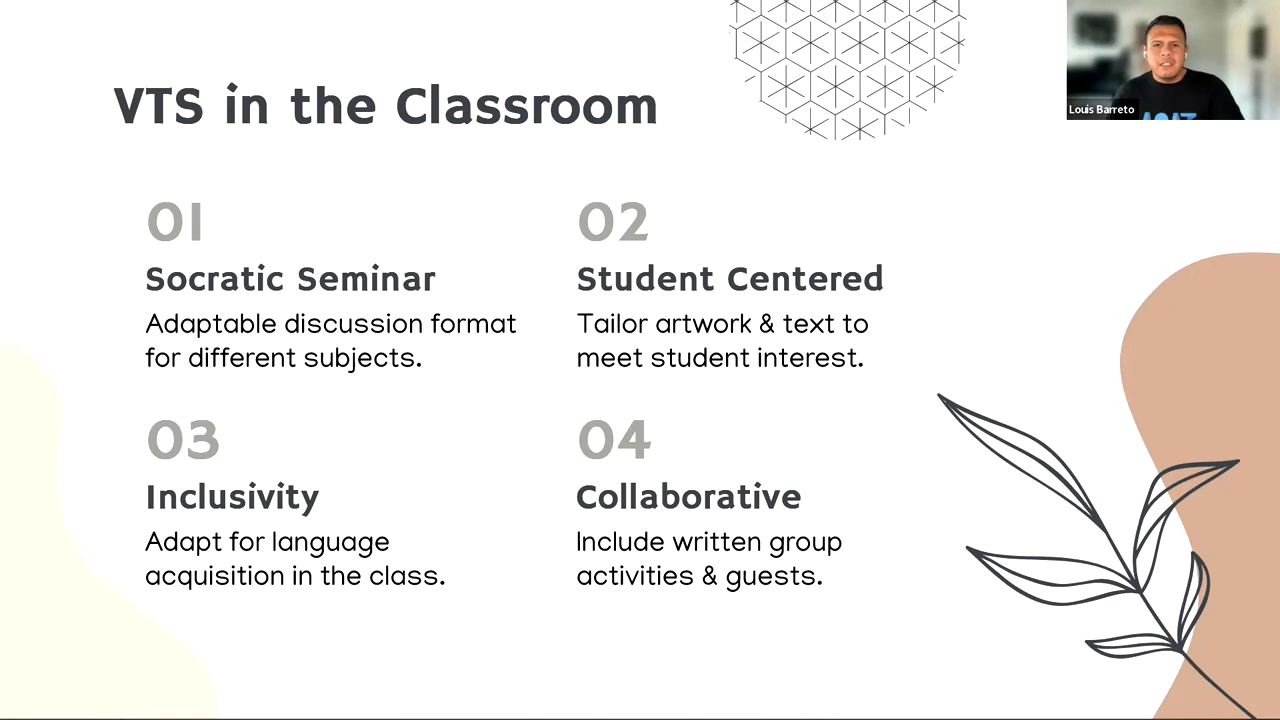 VTS in the Classroom
Louis Barreto
01
Socratic Seminar
Adaptable discussion format
for different subjects.
02
Student Centered
Tailor artwork & text to
meet student interest.
03
Inclusivity
Adapt for language
acquisition in the class.
04
Collaborative
Include written group
activities & guests.